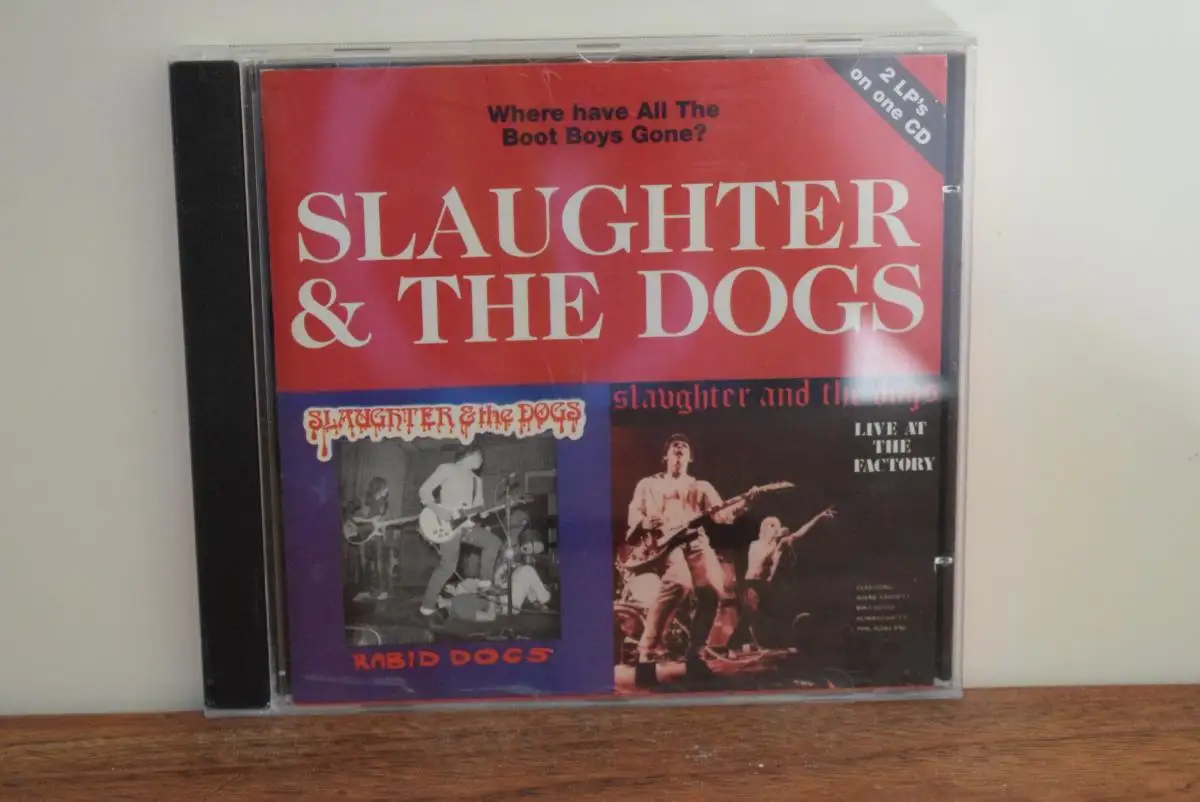 2 LP's
on one CD
Where have All The
Boot Boys Gone?
SLAUGHTER
& THE DOGS
SLAUGHTER & the DOGS
RABID DOGS
slaughter and the dogs
LIVE AT
THE
FACTORY